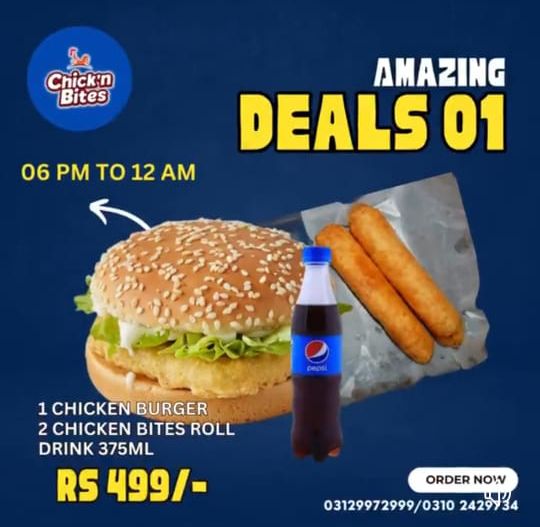 Chick'n
Bites
AMAZING
DEALS 01
06 PM TO 12 AM
pepsi
1 CHICKEN BURGER
2 CHICKEN BITES ROLL
DRINK 375ML
RS 499/-
ORDER NOW
03129972999/0310 2429734